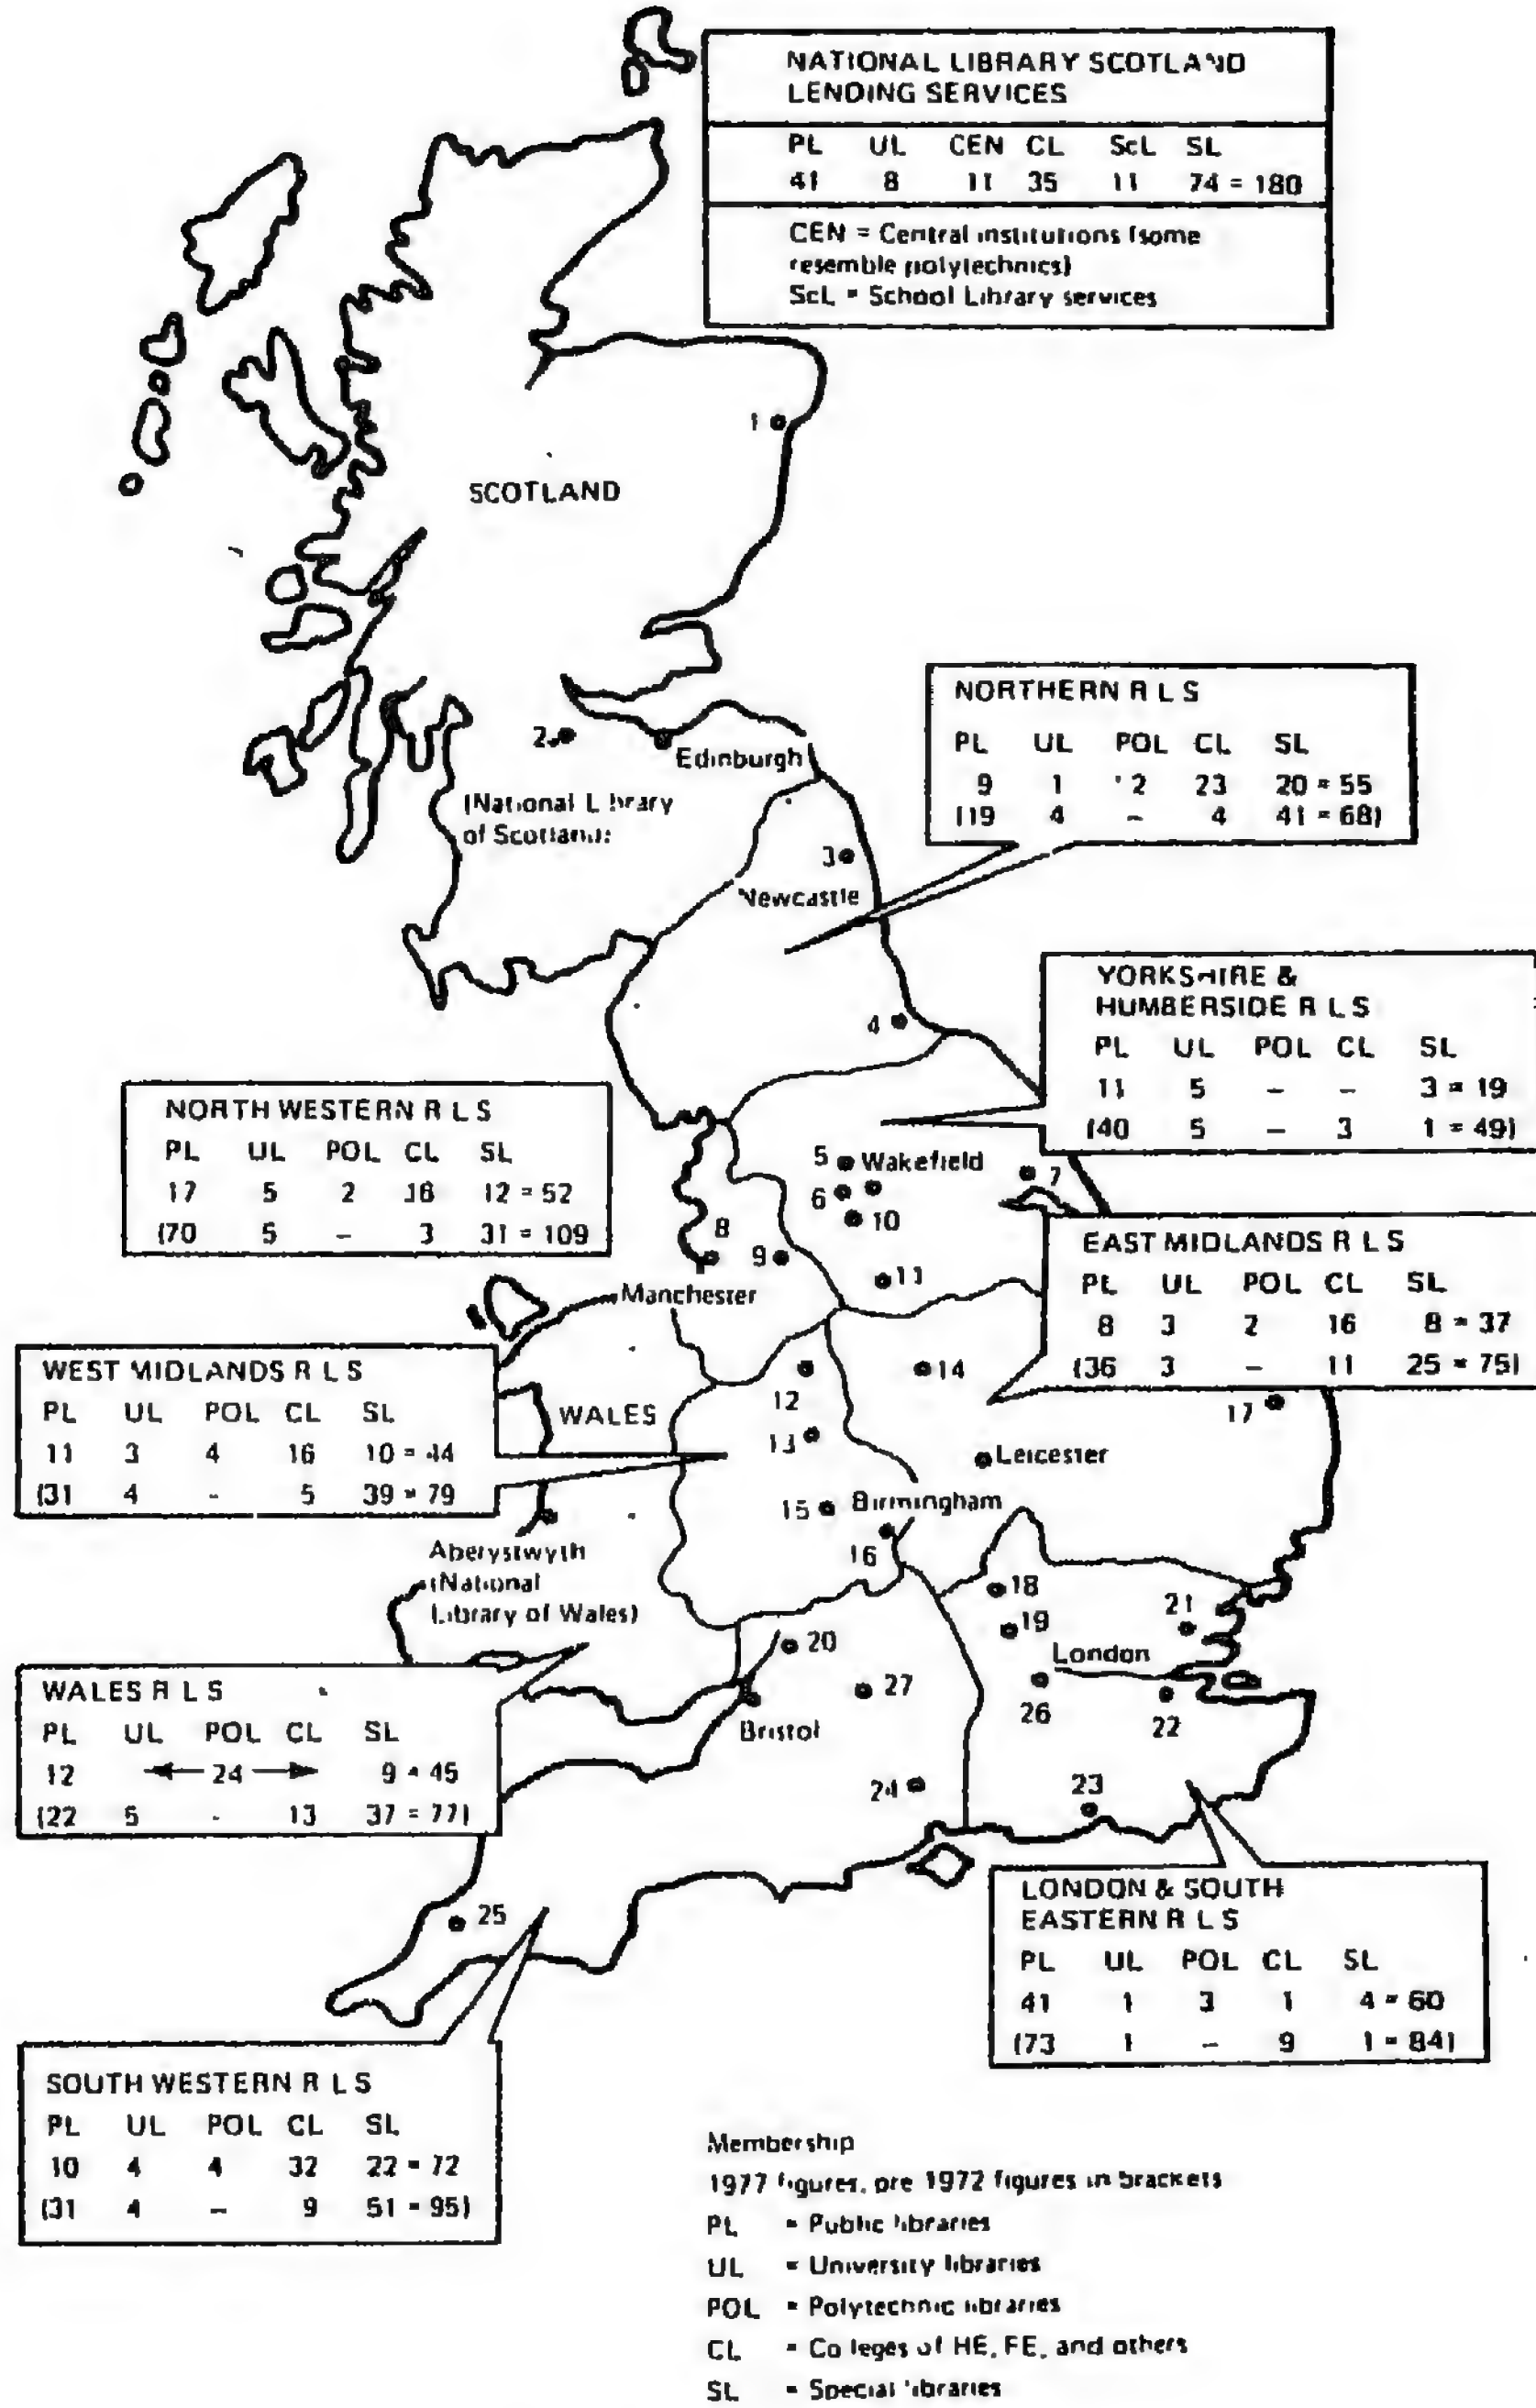 NATIONAL LIBRARY SCOTLAND
LENDING SERVICES
PL UL CEN CL ScL SL
41 8 11 35 11 74 = 180
CEN = Central institutions (some
resemble polytechnics)
ScL = School Library services
1
SCOTLAND
2
Edinburgh
(National Library
of Scotland)
NORTHERN R L S
PL UL POL CL SL
9 1 2 23 20 = 55
(19 4 – 4 41 = 68)
3
Newcastle
4
YORKSHIRE &
HUMBERSIDE R L S
PL UL POL CL SL
11 5 – – 3 = 19
(40 5 – 3 1 = 49)
NORTH WESTERN R L S
PL UL POL CL SL
17 5 2 16 12 = 52
(70 5 – 3 31 = 109
5 Wakefield
7
6
10
8
9
11
Manchester
EAST MIDLANDS R L S
PL UL POL CL SL
8 3 2 16 8 = 37
(36 3 – 11 25 = 75)
WEST MIDLANDS R L S
PL UL POL CL SL
11 3 4 16 10 = 44
(31 4 - 5 39 = 79
WALES
12
14
17
13
Leicester
15 Birmingham
16
Aberystwyth
(National
Library of Wales)
18
19
21
20
London
27
26
22
Bristol
WALES R L S
PL UL POL CL SL
12 ← 24 → 9 = 45
(22 5 - 13 37 = 77)
24
23
25
LONDON & SOUTH
EASTERN R L S
PL UL POL CL SL
41 1 3 1 4 = 60
(73 1 – 9 1 = 84)
SOUTH WESTERN R L S
PL UL POL CL SL
10 4 4 32 22 = 72
(31 4 – 9 51 = 95)
Membership
1977 figures, pre 1972 figures in brackets
PL = Public libraries
UL = University libraries
POL = Polytechnic libraries
CL = Colleges of HE, FE, and others
SL = Special libraries